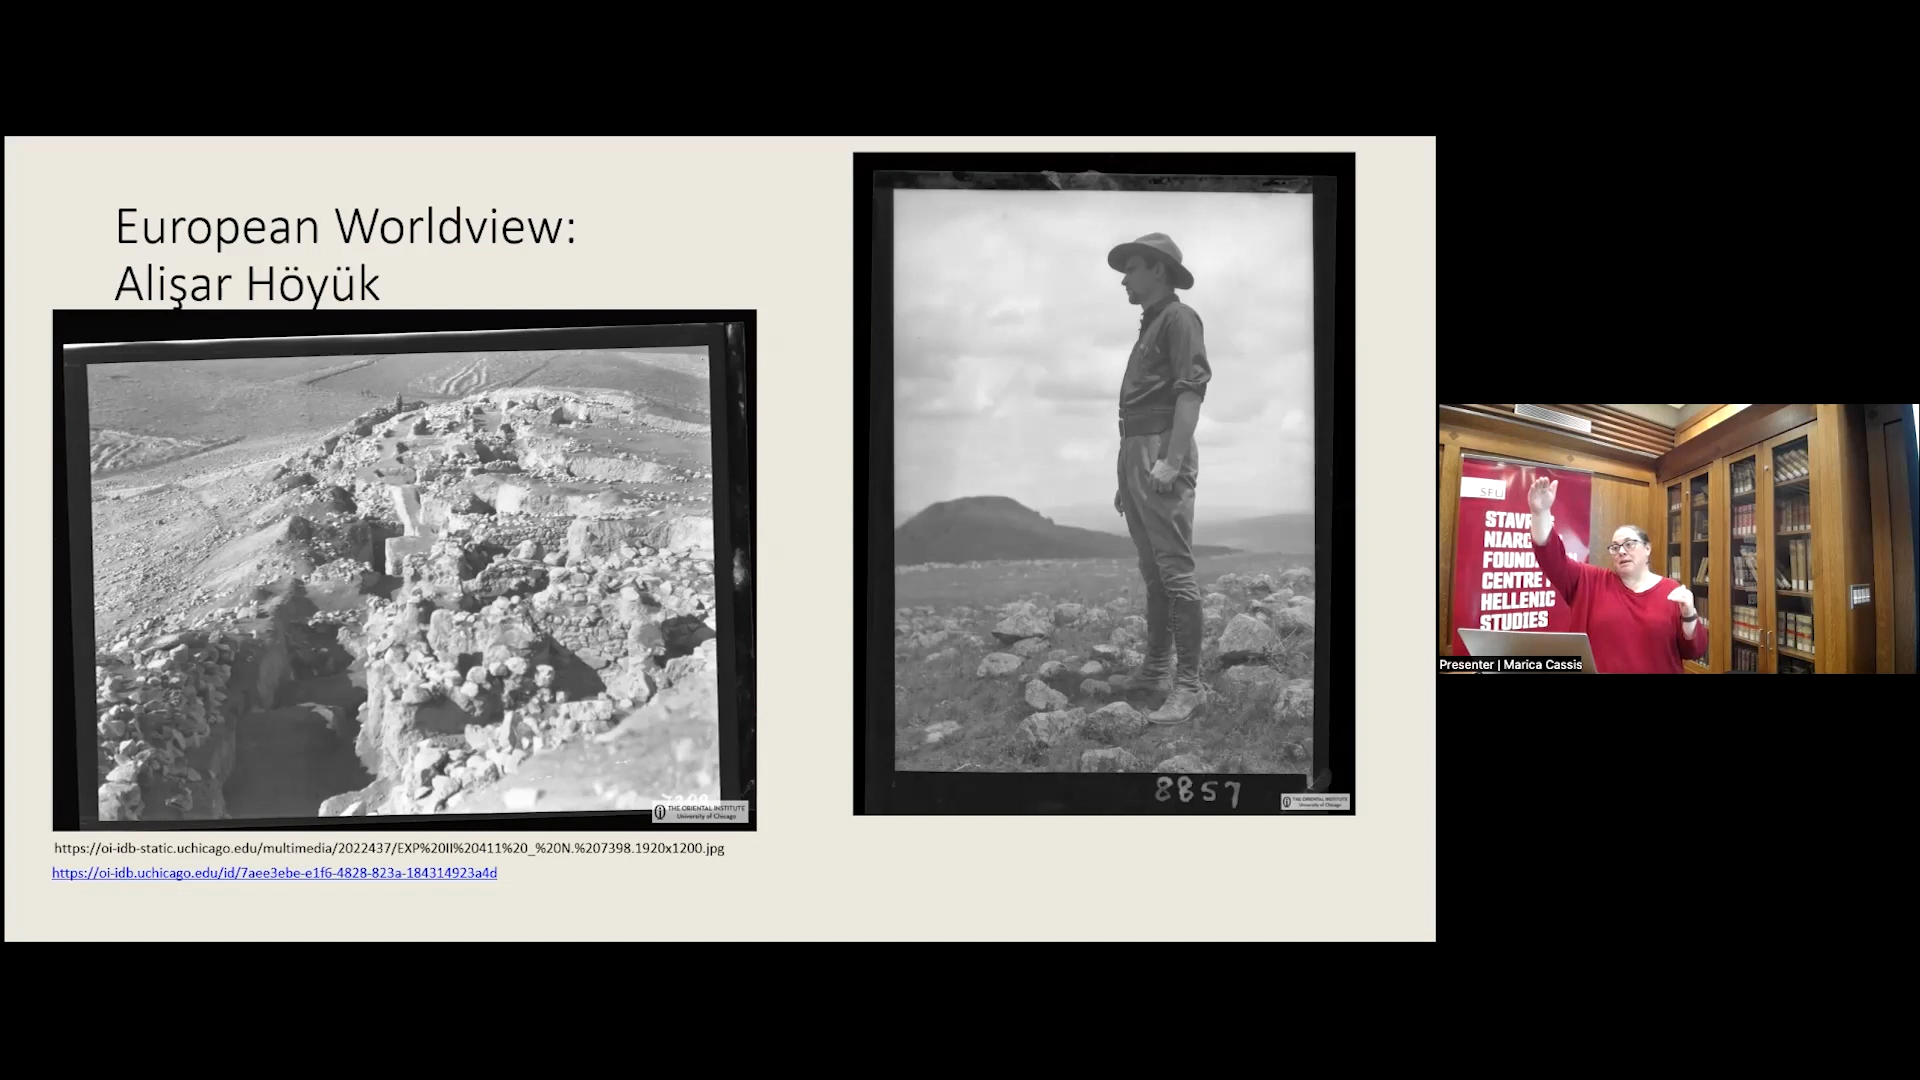 European Worldview:
Alişar Höyük
THE ORIENTAL INSTITUTE
University of Chicago
8857
THE ORIENTAL INSTITUTE
University of Chicago
https://oi-idb-static.uchicago.edu/multimedia/2022437/EXP%20II%20411%20_%20N.%207398.1920x1200.jpg
https://oi-idb.uchicago.edu/id/7aee3ebe-e1f6-4828-823a-184314923a4d
SFU
STAV
NIARC
FOUND N
CENTRE
HELLENIC
STUDIES
Presenter | Marica Cassis